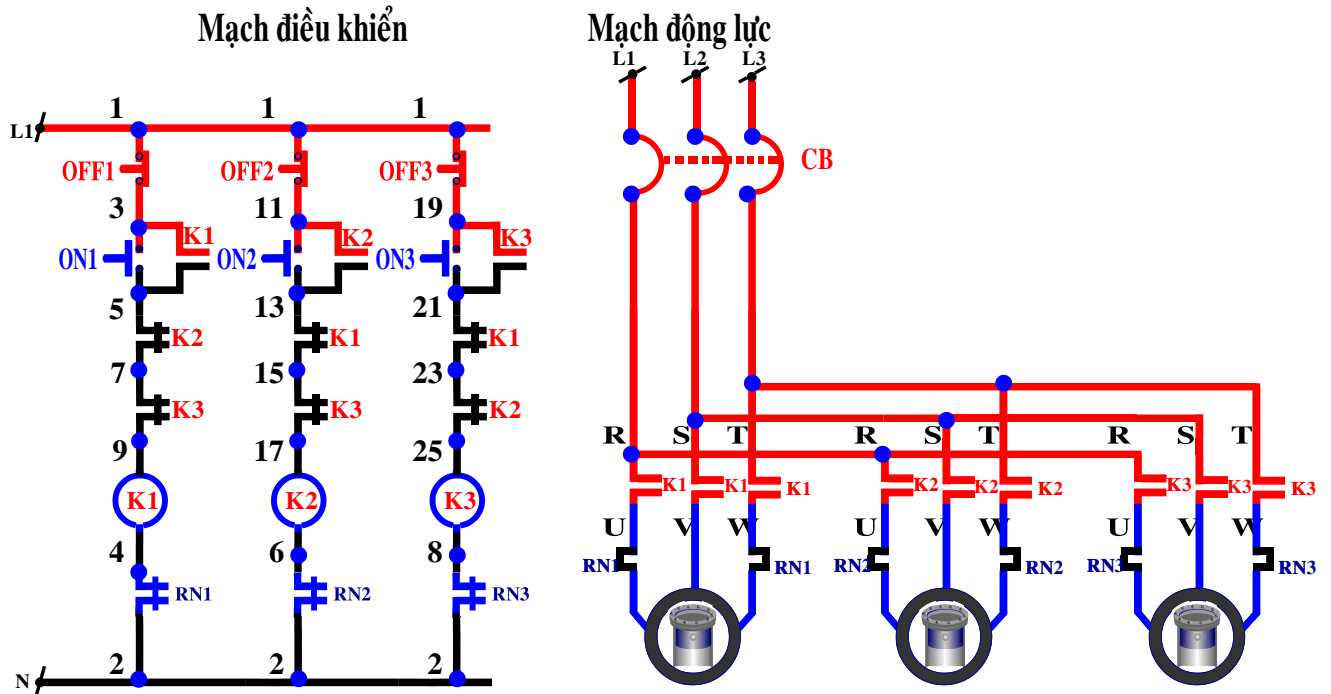 Mạch điều khiển
Mạch động lực
L1 L2 L3
1 1 1
L1
OFF1 OFF2 OFF3
CB
3 11 19
K1 K2 K3
ON1 ON2 ON3
5 13 21
K2 K1 K1
7 15 23
K3 K3 K2
9 17 25
R S T R S T R S T
K1 K2 K3
K1 K1 K1 K2 K2 K2 K3 K3 K3
U V W U V W U V W
4 6 8
RN1 RN1 RN2 RN2 RN3 RN3
RN1 RN2 RN3
2 2 2
N